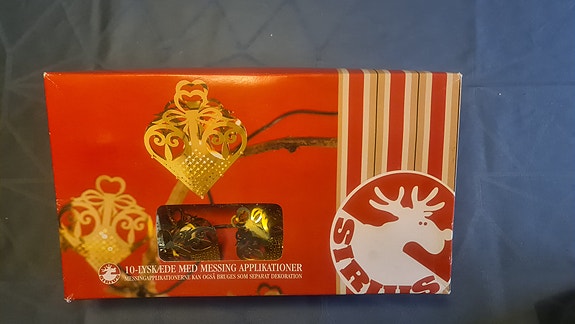 10-LYSKÆDE MED MESSING APPLIKATIONER
MESSINGAPPLIKATIONERNE KAN OGSÅ BRUGES SOM SEPARAT DEKORATION
SIRIUS